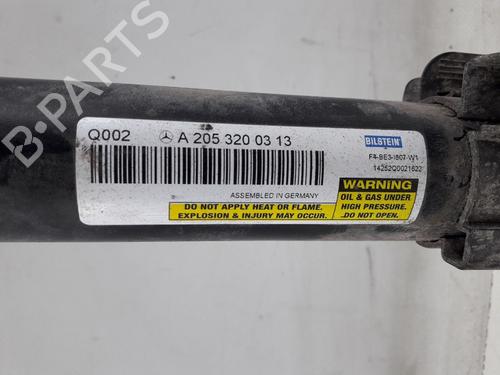 Q002 A 205 320 03 13
BILSTEIN
F4-BE3-I807-W1
14252Q0021622
ASSEMBLED IN GERMANY
DO NOT APPLY HEAT OR FLAME.
EXPLOSION & INJURY MAY OCCUR.
WARNING
OIL & GAS UNDER
HIGH PRESSURE.
DO NOT OPEN.
B-PARTS